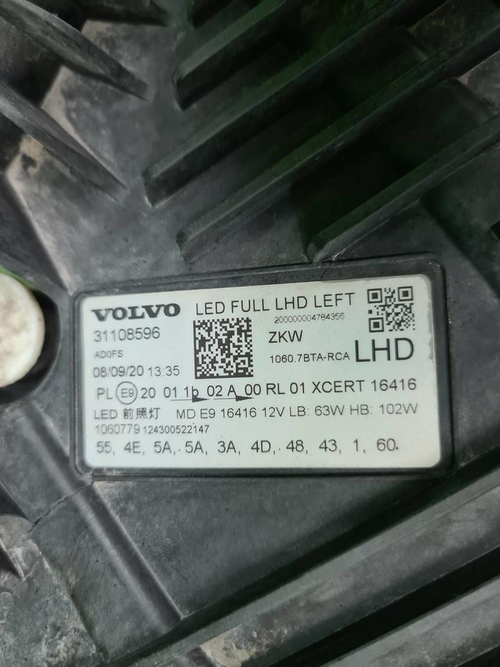 VOLVO LED FULL LHD LEFT
200000004784356
31108596 ZKW
AD0FS
1060.7BTA-RCA LHD
08/09/20 13:35
PL E9 20 01 1b 02 A 00 RL 01 XCERT 16416
LED 前照灯 MD E9 16416 12V LB: 63W HB: 102W
1060779 124300522147
55, 4E, 5A, 5A, 3A, 4D, 48, 43, 1, 60.